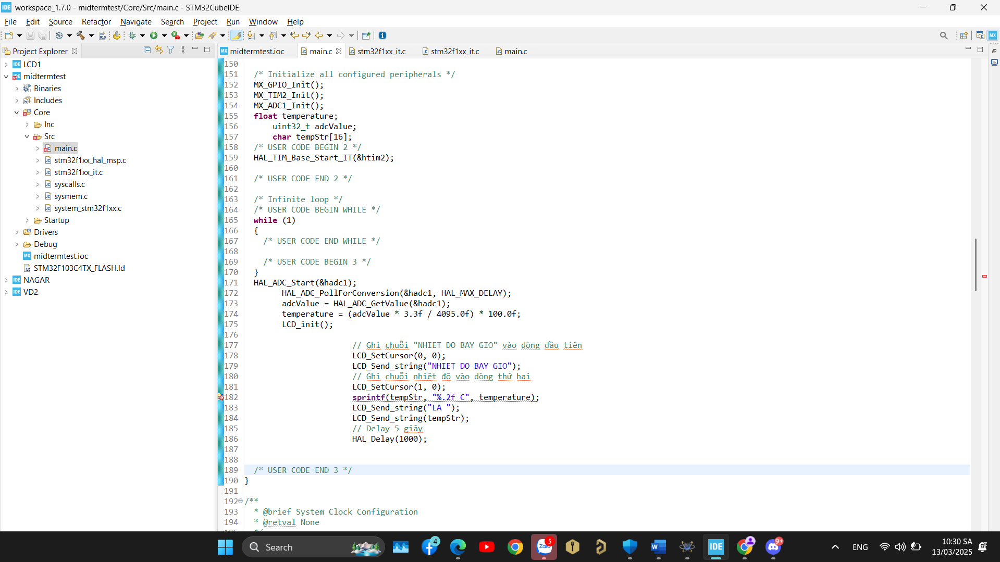 workspace_1.7.0 - midtermtest/Core/Src/main.c - STM32CubeIDE
File Edit Source Refactor Navigate Search Project Run Window Help
Project Explorer
LCD1
midtermtest
Binaries
Includes
Core
Inc
Src
main.c
stm32f1xx_hal_msp.c
stm32f1xx_it.c
syscalls.c
sysmem.c
system_stm32f1xx.c
Startup
Drivers
Debug
midtermtest.ioc
STM32F103C4TX_FLASH.ld
NAGAR
VD2
midtermtest.ioc main.c stm32f1xx_it.c stm32f1xx_it.c main.c
150
151 /* Initialize all configured peripherals */
152 MX_GPIO_Init();
153 MX_TIM2_Init();
154 MX_ADC1_Init();
155 float temperature;
156 uint32_t adcValue;
157 char tempStr[16];
158 /* USER CODE BEGIN 2 */
159 HAL_TIM_Base_Start_IT(&htim2);
160
161 /* USER CODE END 2 */
162
163 /* Infinite loop */
164 /* USER CODE BEGIN WHILE */
165 while (1)
166 {
167 /* USER CODE END WHILE */
168
169 /* USER CODE BEGIN 3 */
170 }
171 HAL_ADC_Start(&hadc1);
172 HAL_ADC_PollForConversion(&hadc1, HAL_MAX_DELAY);
173 adcValue = HAL_ADC_GetValue(&hadc1);
174 temperature = (adcValue * 3.3f / 4095.0f) * 100.0f;
175 LCD_init();
176
177 // Ghi chuỗi "NHIET DO BAY GIO" vào dòng đầu tiên
178 LCD_SetCursor(0, 0);
179 LCD_Send_string("NHIET DO BAY GIO");
180 // Ghi chuỗi nhiệt độ vào dòng thứ hai
181 LCD_SetCursor(1, 0);
182 sprintf(tempStr, "%.2f C", temperature);
183 LCD_Send_string("LA ");
184 LCD_Send_string(tempStr);
185 // Delay 5 giây
186 HAL_Delay(1000);
187
188
189 /* USER CODE END 3 */
190 }
191
192 /**
193 * @brief System Clock Configuration
194 * @retval None
Search
4
Zalo 5
IDE
9+
ENG
10:30 SA
13/03/2025